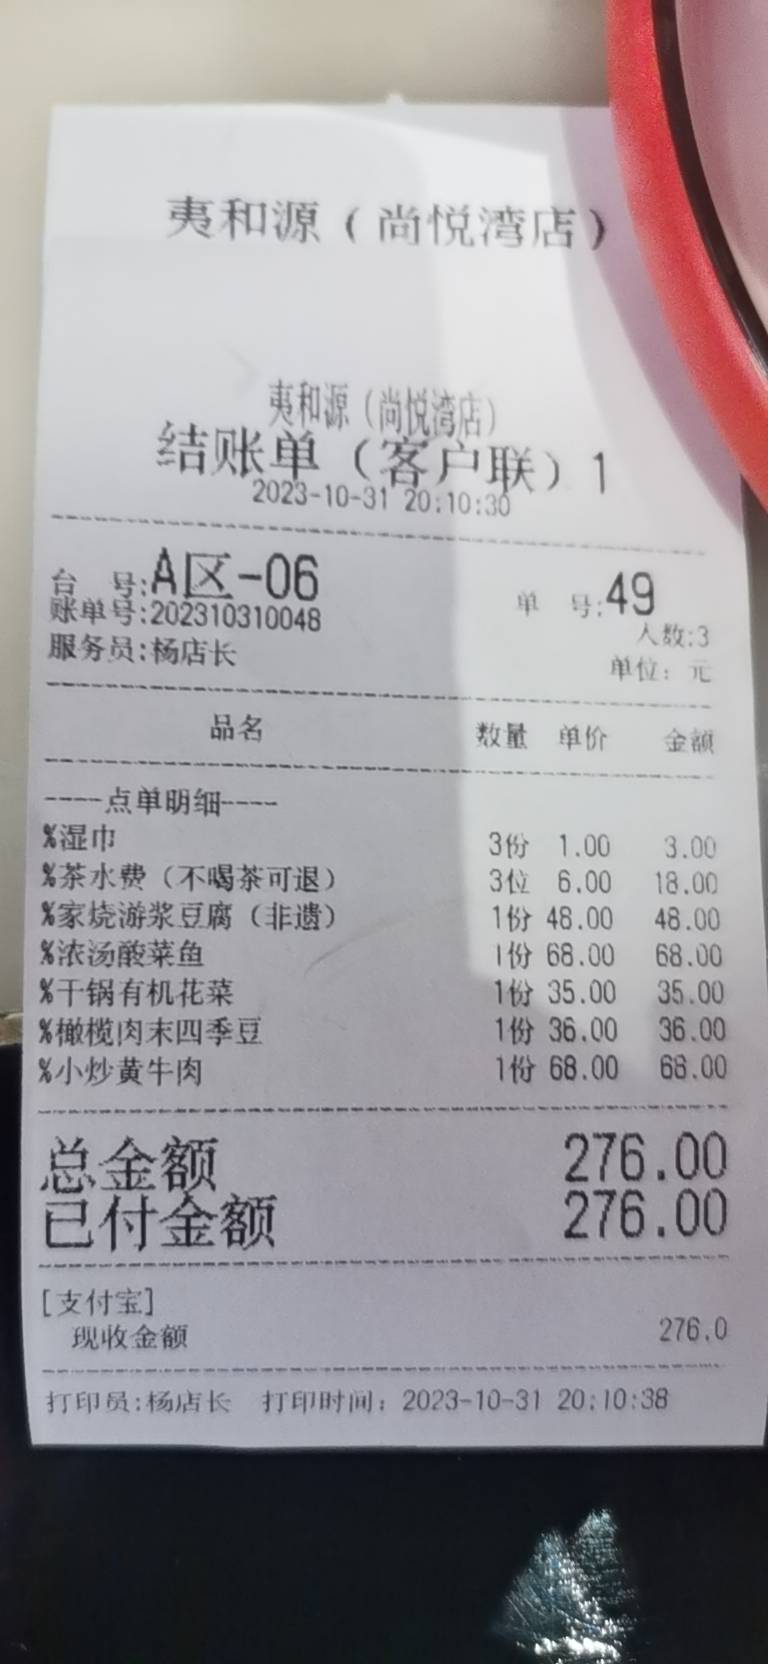 夷和源（尚悦湾店）
夷和源（尚悦湾店）
结账单（客户联）1
2023-10-31 20:10:30
台 号:A区-06 单 号:49
账单号:202310310048 人数:3
服务员:杨店长 单位：元
品名 数量 单价 金额
----点单明细----
%湿巾 3份 1.00 3.00
%茶水费（不喝茶可退） 3位 6.00 18.00
%家烧游浆豆腐（非遗） 1份 48.00 48.00
%浓汤酸菜鱼 1份 68.00 68.00
%干锅有机花菜 1份 35.00 35.00
%橄榄肉末四季豆 1份 36.00 36.00
%小炒黄牛肉 1份 68.00 68.00
总金额 276.00
已付金额 276.00
[支付宝]
现收金额 276.0
打印员:杨店长 打印时间：2023-10-31 20:10:38